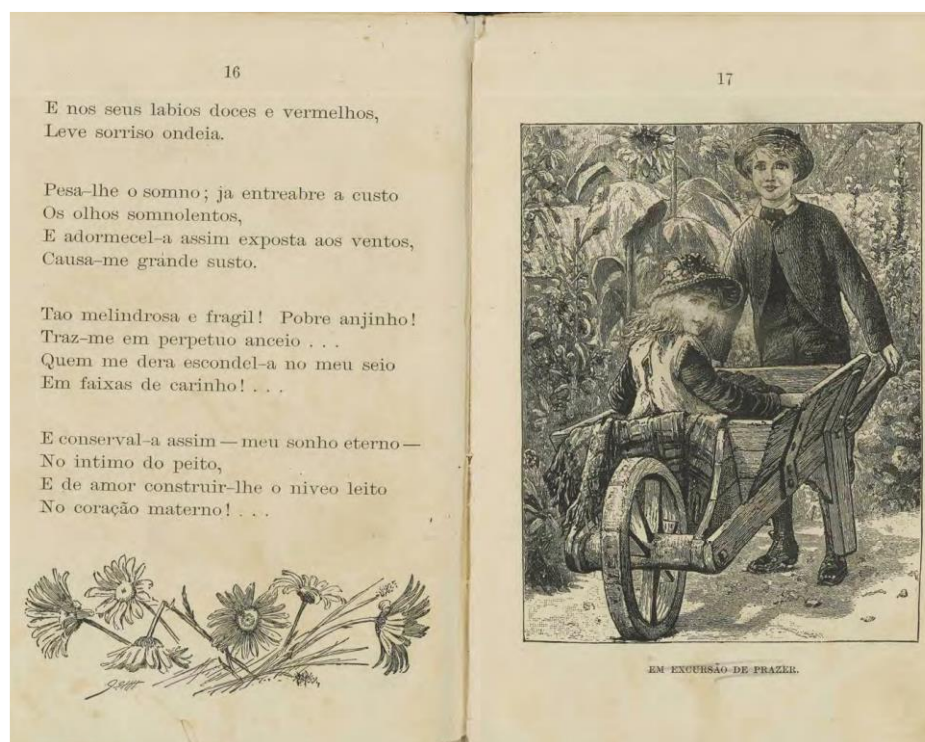 16
E nos seus labios doces e vermelhos,
Leve sorriso ondeia.
Pesa-lhe o somno; ja entreabre a custo
Os olhos somnolentos,
E adormecel-a assim exposta aos ventos,
Causa-me grande susto.
Tao melindrosa e fragil! Pobre anjinho!
Traz-me em perpetuo anceio . . .
Quem me dera escondel-a no meu seio
Em faixas de carinho! . . .
E conserval-a assim — meu sonho eterno —
No intimo do peito,
E de amor construir-lhe o niveo leito
No coração materno! . . .
17
EM EXCURSÃO DE PRAZER.